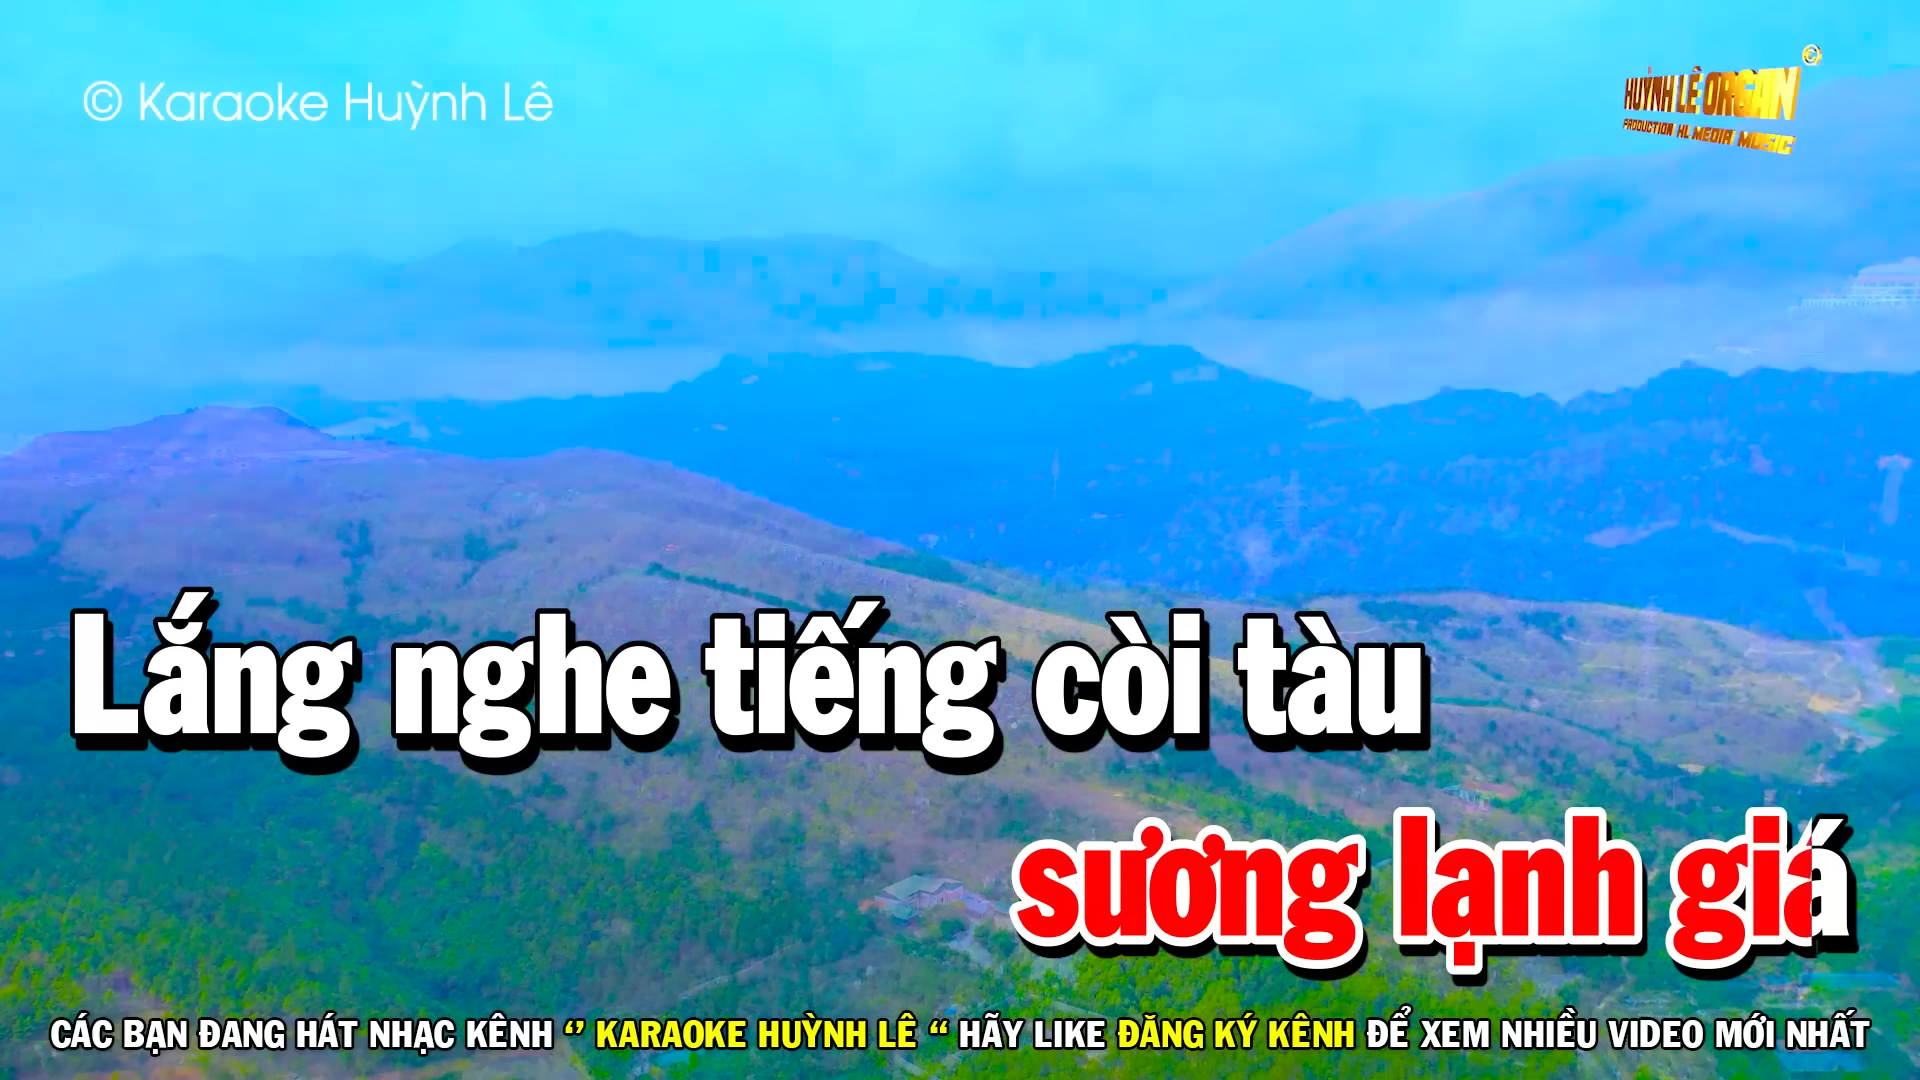 © Karaoke Huỳnh Lê
HUỲNH LÊ ORGAN
PRODUCTION HL MEDIA MUSIC
Lắng nghe tiếng còi tàu
sương lạnh giá
CÁC BẠN ĐANG HÁT NHẠC KÊNH “ KARAOKE HUỲNH LÊ “ HÃY LIKE ĐĂNG KÝ KÊNH ĐỂ XEM NHIỀU VIDEO MỚI NHẤT